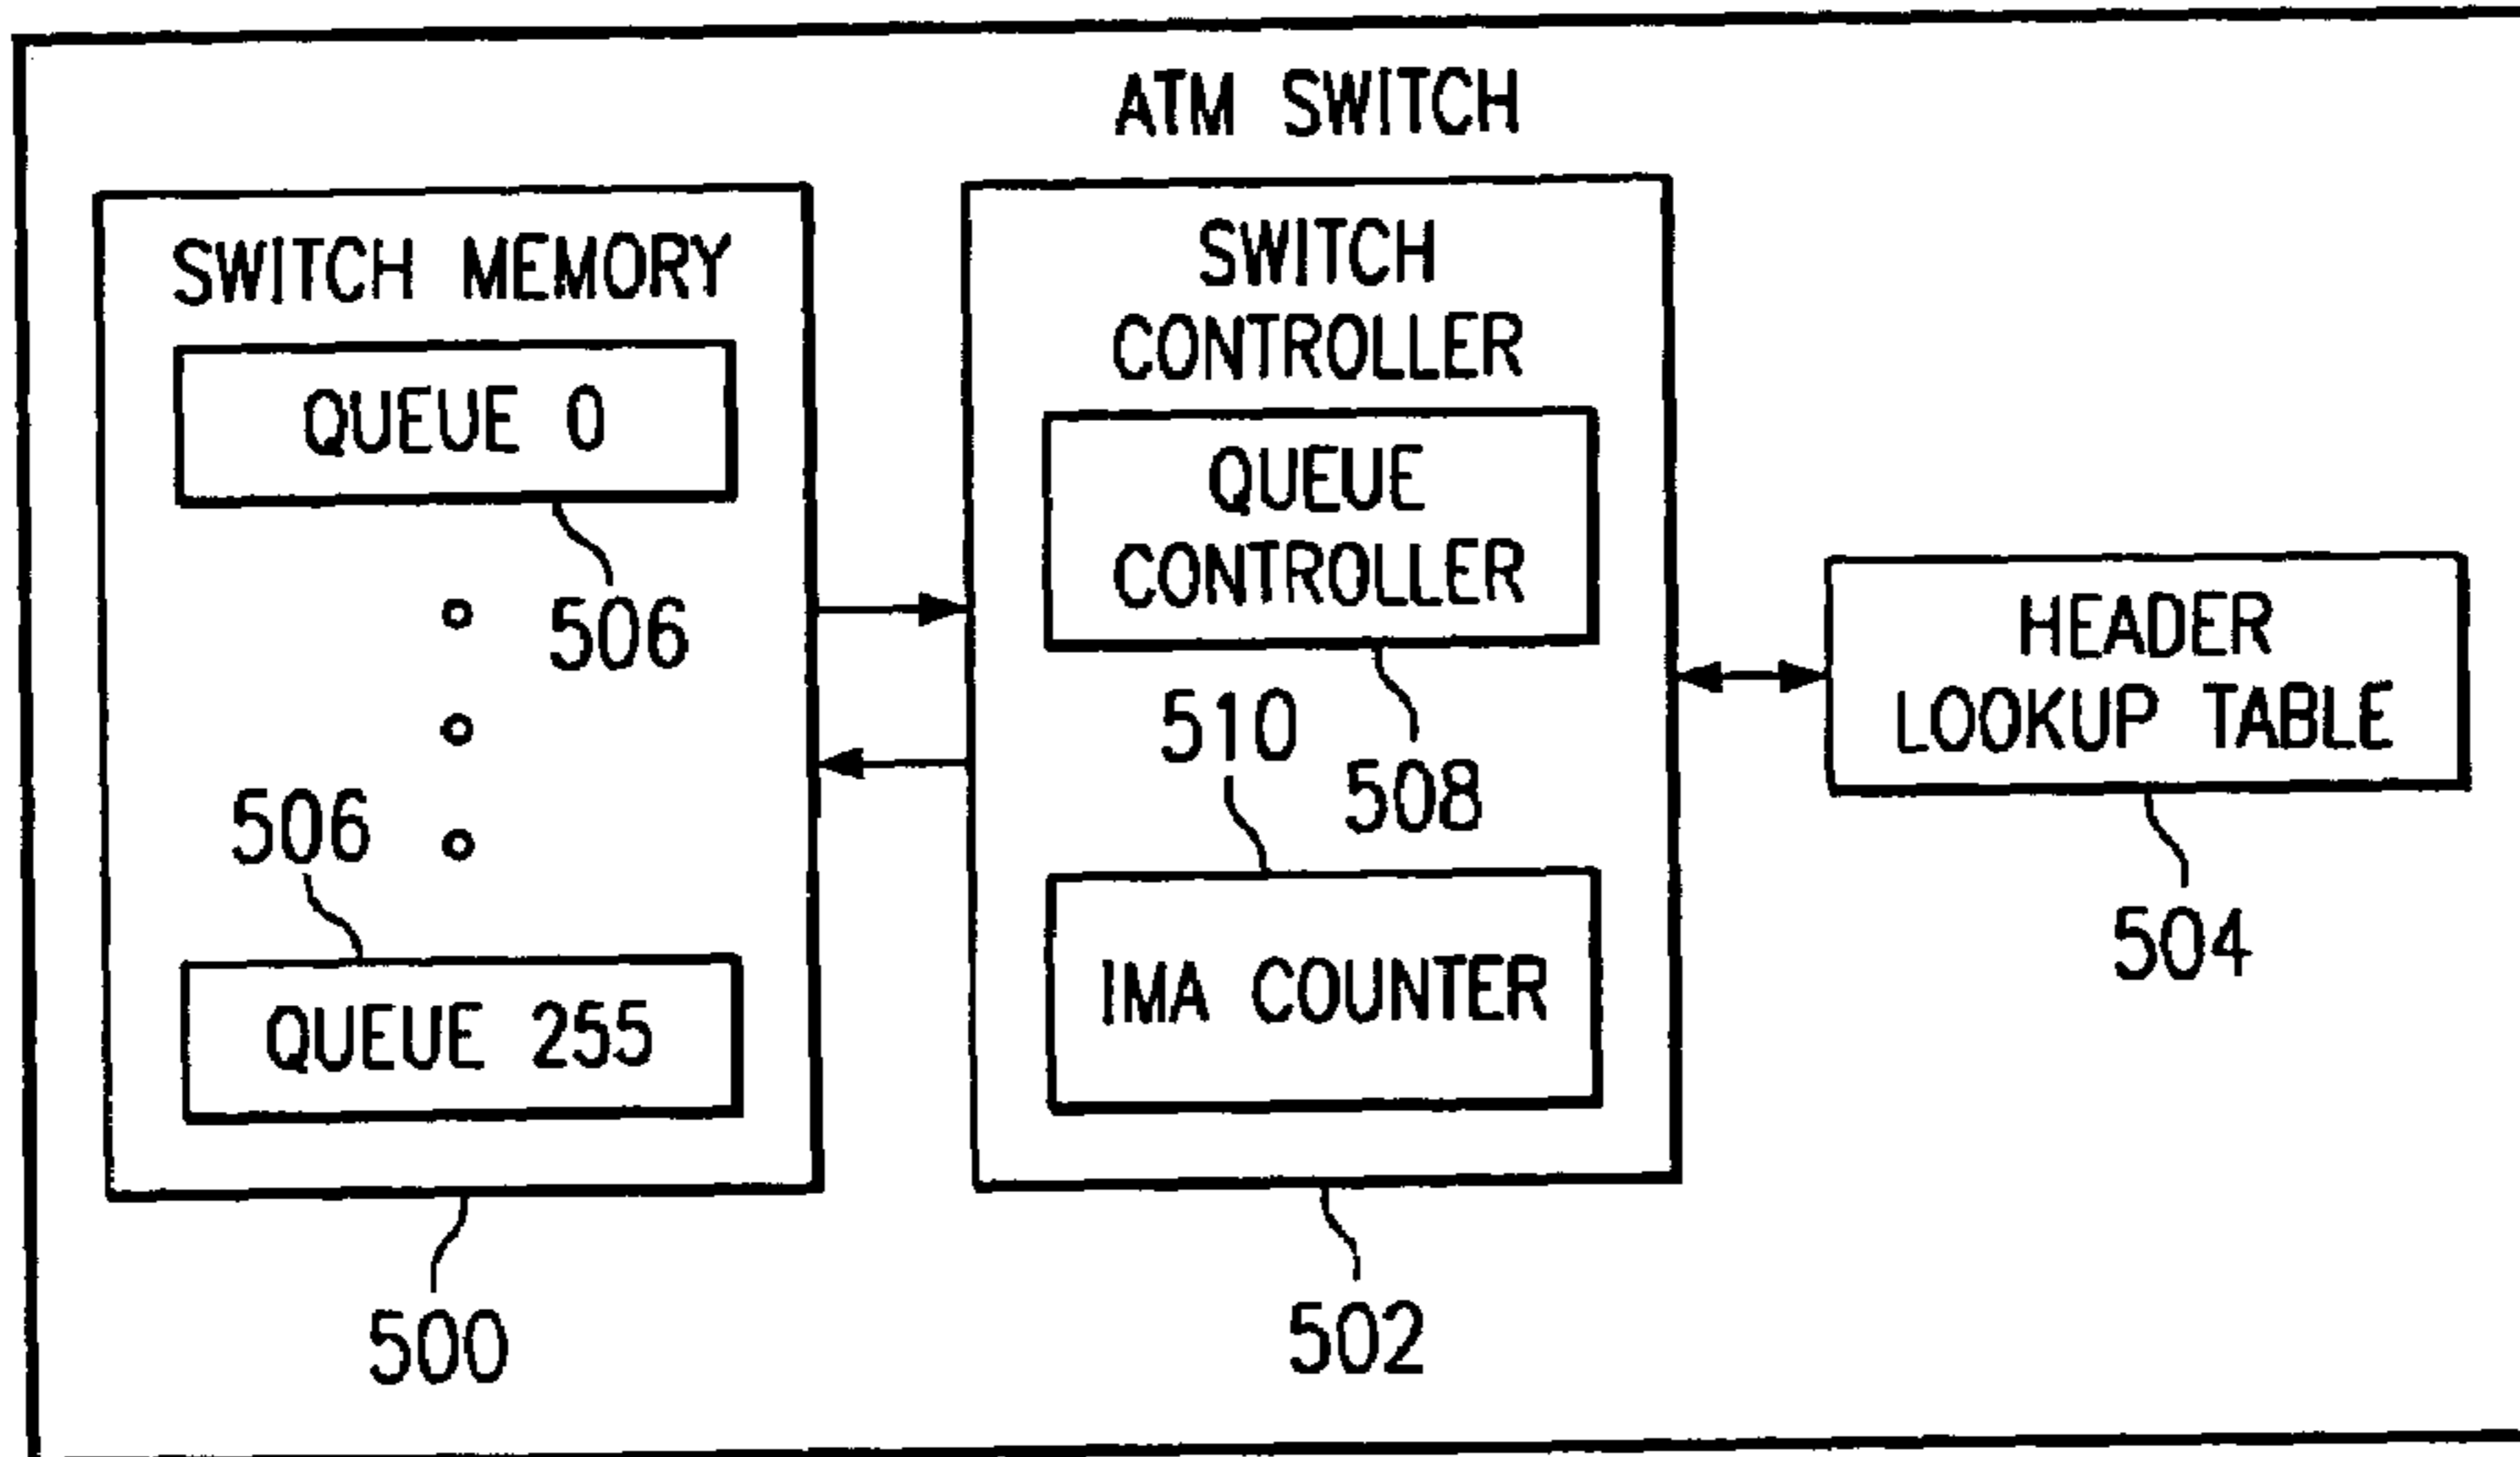 ATM SWITCH
SWITCH MEMORY
QUEUE 0
506
506
QUEUE 255
500
SWITCH
CONTROLLER
QUEUE
CONTROLLER
508
510
IMA COUNTER
502
HEADER
LOOKUP TABLE
504